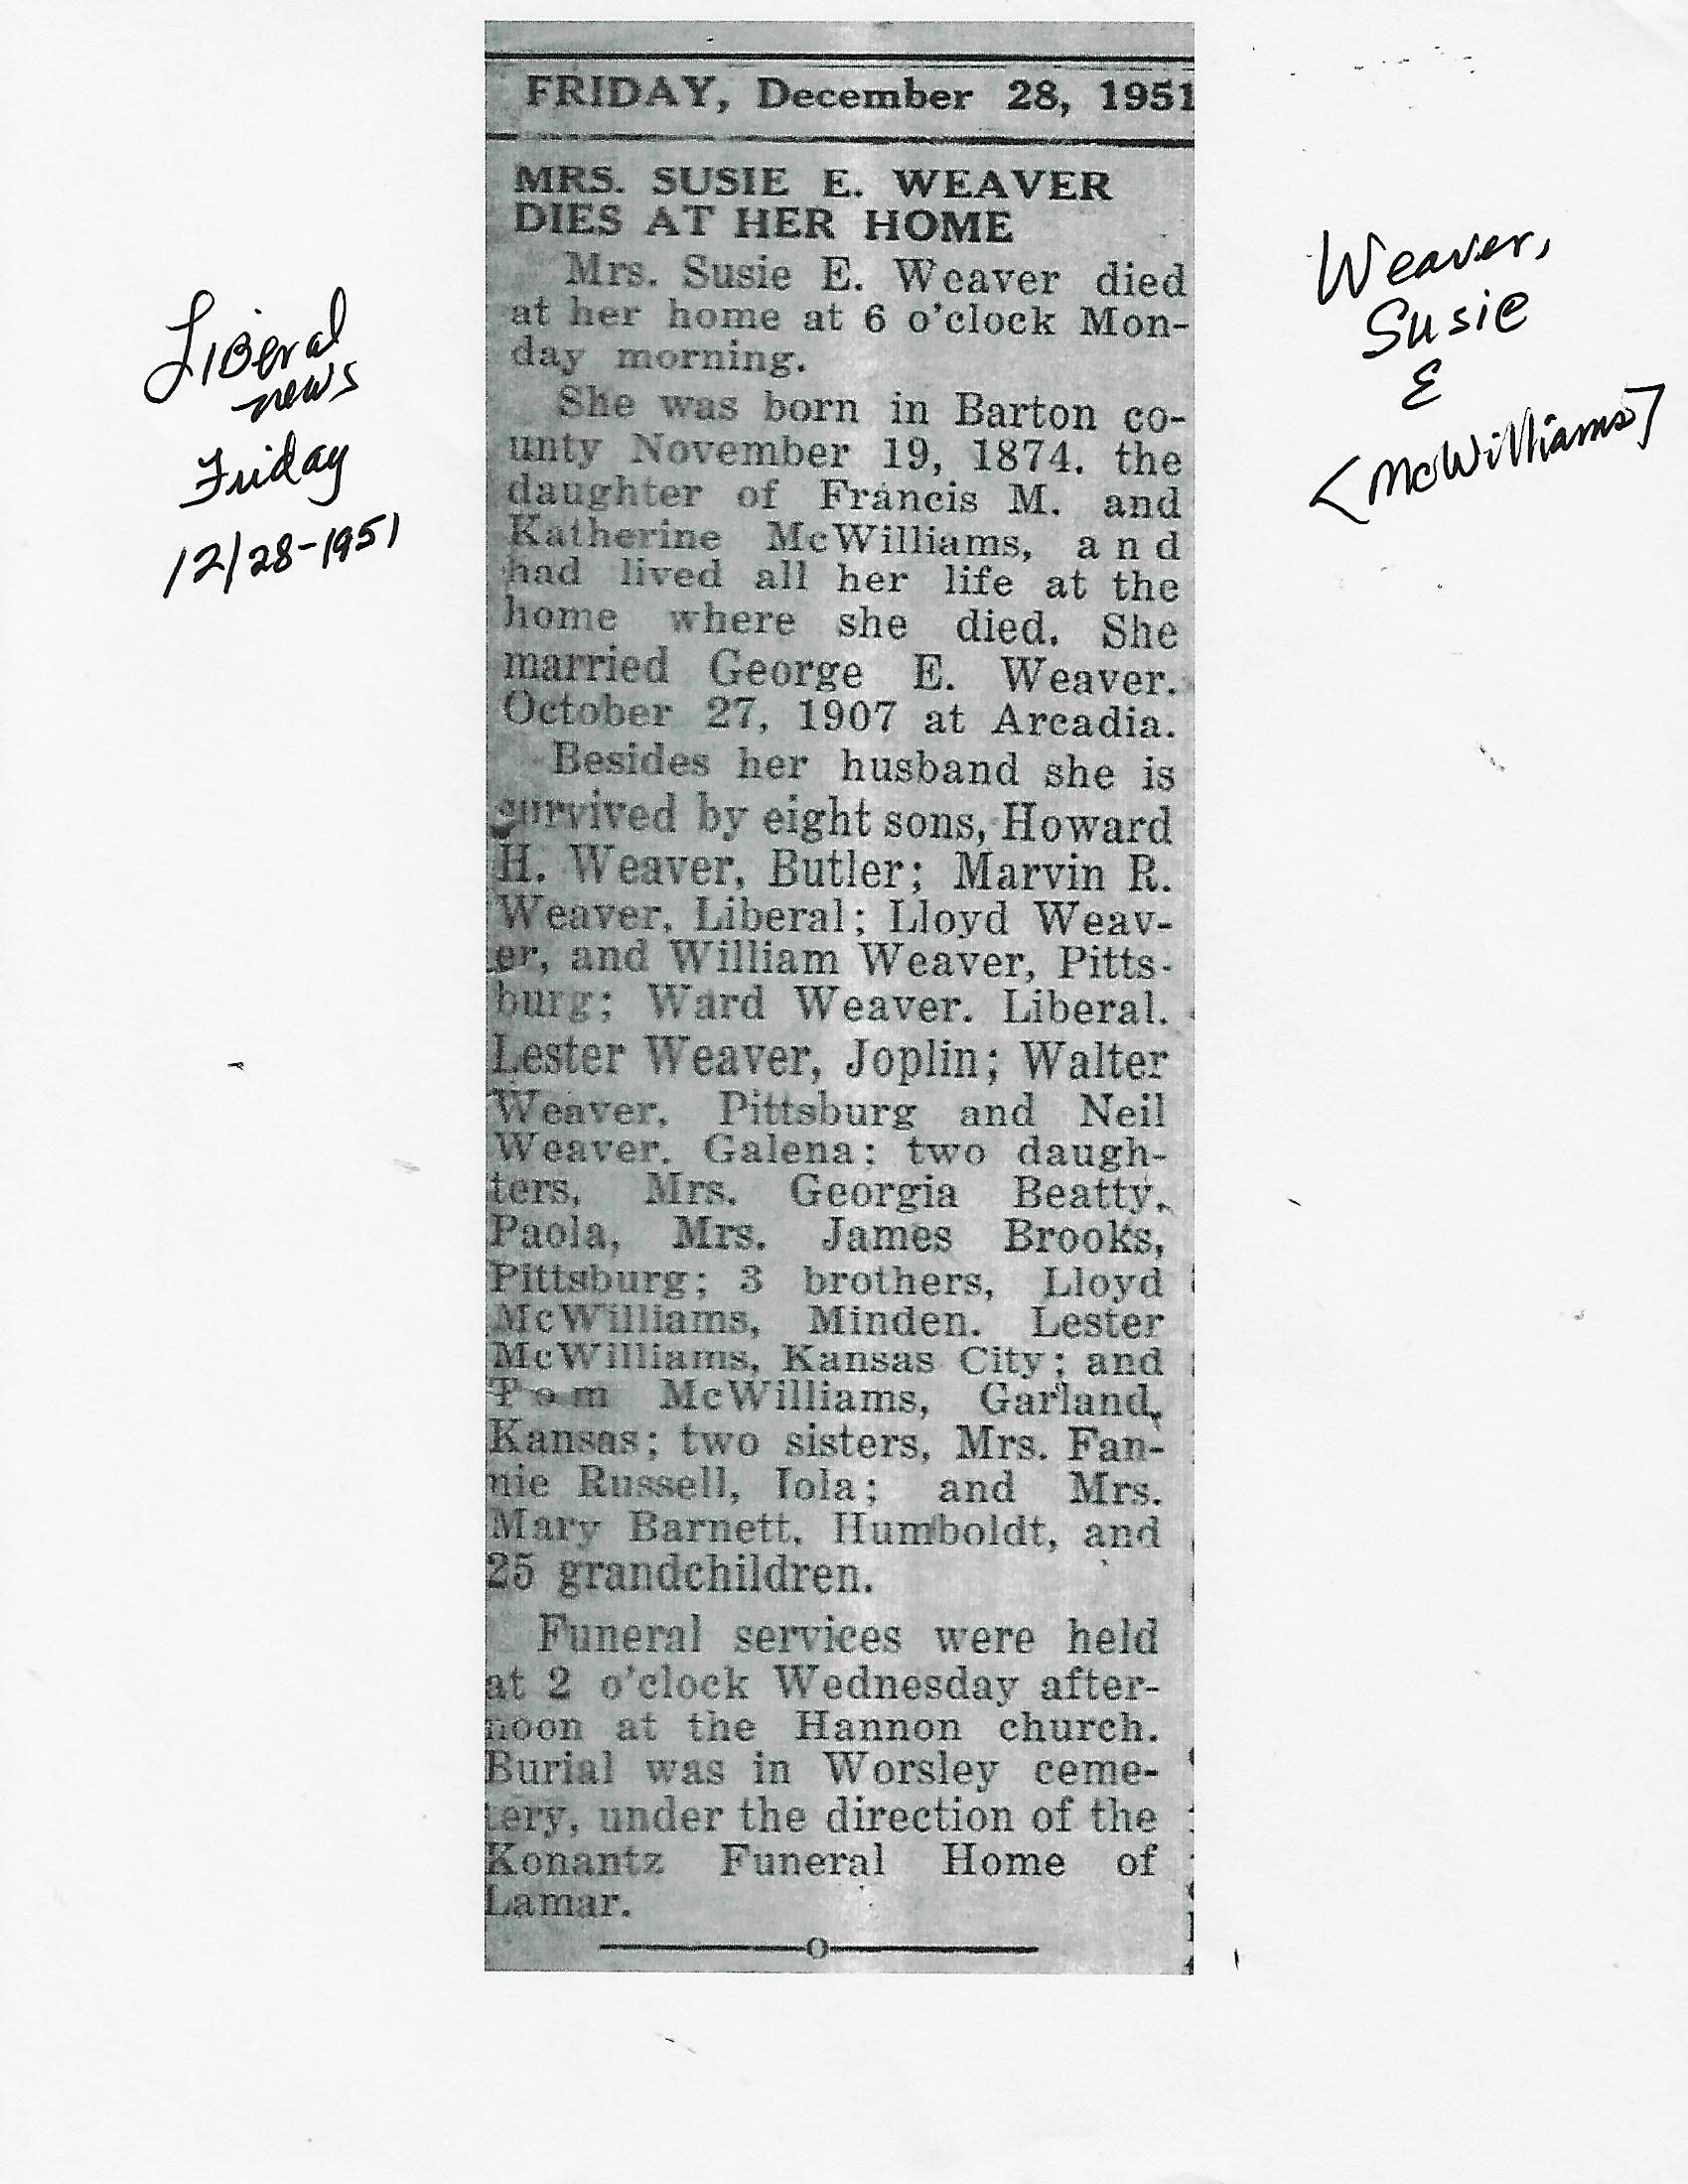 FRIDAY, December 28, 1951
MRS. SUSIE E. WEAVER
DIES AT HER HOME
Mrs. Susie E. Weaver died
at her home at 6 o'clock Mon-
day morning.
She was born in Barton co-
unty November 19, 1874. the
daughter of Francis M. and
Katherine McWilliams, and
had lived all her life at the
home where she died. She
married George E. Weaver.
October 27, 1907 at Arcadia.
Besides her husband she is
survived by eight sons, Howard
H. Weaver, Butler; Marvin R.
Weaver, Liberal; Lloyd Weav-
er, and William Weaver, Pitts-
burg; Ward Weaver. Liberal.
Lester Weaver, Joplin; Walter
Weaver, Pittsburg and Neil
Weaver. Galena; two daugh-
ters, Mrs. Georgia Beatty,
Paola, Mrs. James Brooks,
Pittsburg; 3 brothers, Lloyd
McWilliams, Minden. Lester
McWilliams, Kansas City; and
Tom McWilliams, Garland,
Kansas; two sisters, Mrs. Fan-
nie Russell, Iola; and Mrs.
Mary Barnett, Humboldt, and
25 grandchildren.
Funeral services were held
at 2 o'clock Wednesday after-
noon at the Hannon church.
Burial was in Worsley ceme-
tery, under the direction of the
Konantz Funeral Home of
Lamar.
Liberal
news
Friday
12/28-1951
Weaver,
Susie
E
<McWilliams>